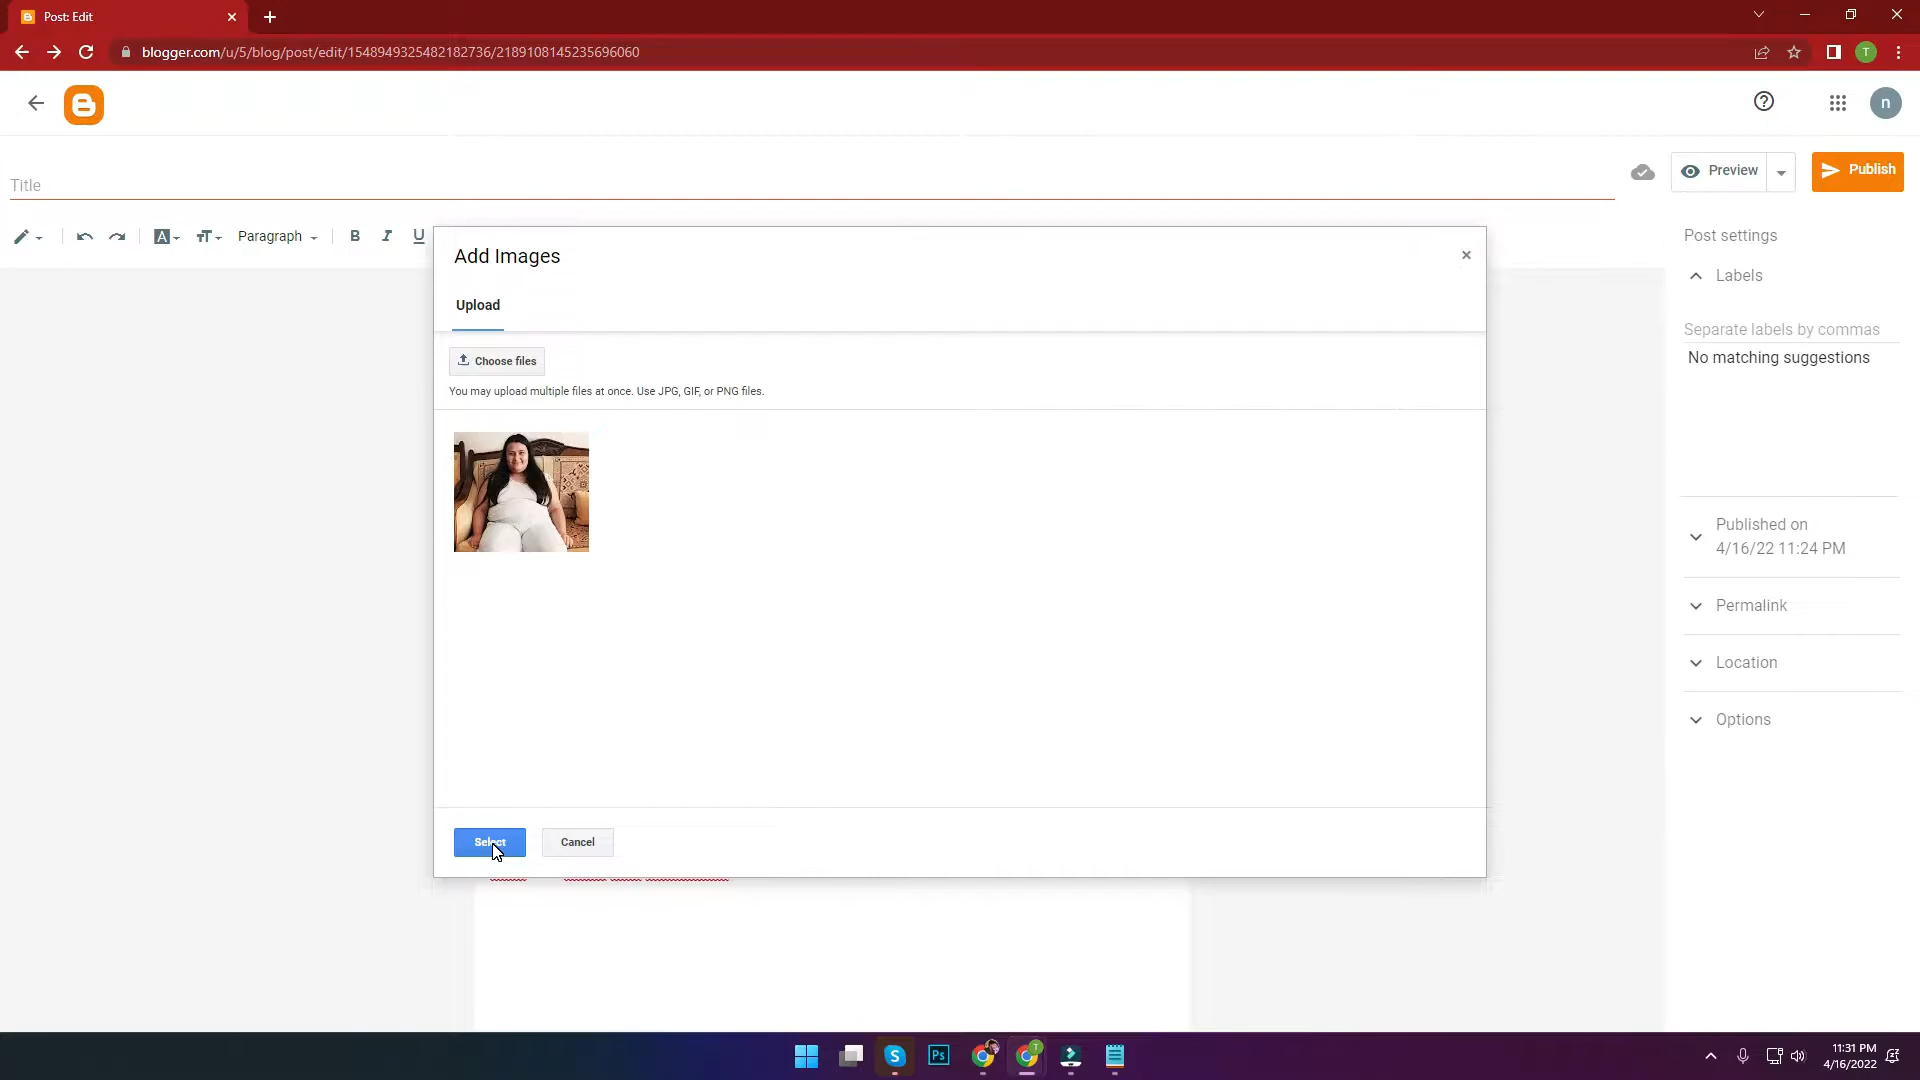 Post: Edit
blogger.com/u/5/blog/post/edit/1548949325482182736/2189108145235696060
T
n
Title
Preview
Publish
Paragraph
B I U
Add Images
Upload
Choose files
You may upload multiple files at once. Use JPG, GIF, or PNG files.
Select
Cancel
Post settings
Labels
Separate labels by commas
No matching suggestions
Published on
4/16/22 11:24 PM
Permalink
Location
Options
Ps
T
11:31 PM
4/16/2022